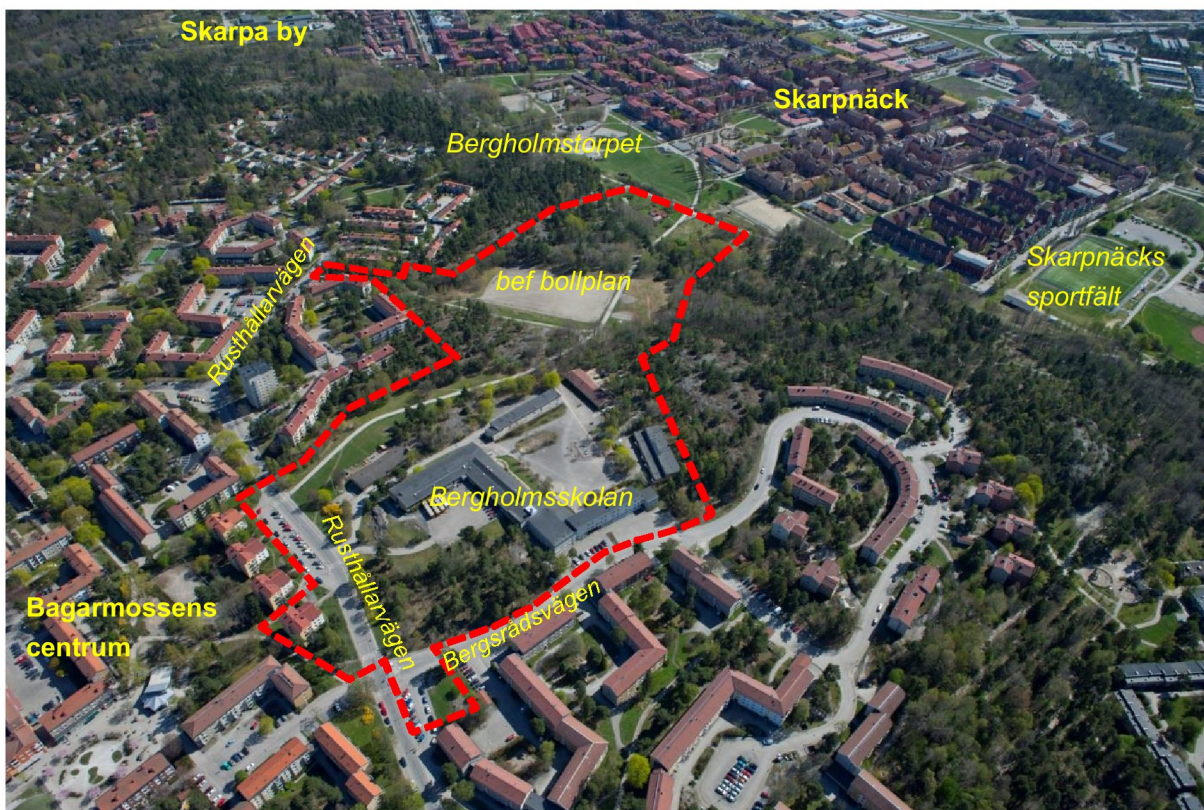 Skarpa by
Skarpnäck
Bergholmstorpet
Skarpnäcks
sportfält
bef bollplan
Rusthållarvägen
Bergholmsskolan
Rusthållarvägen
Bergsrådsvägen
Bagarmossens
centrum